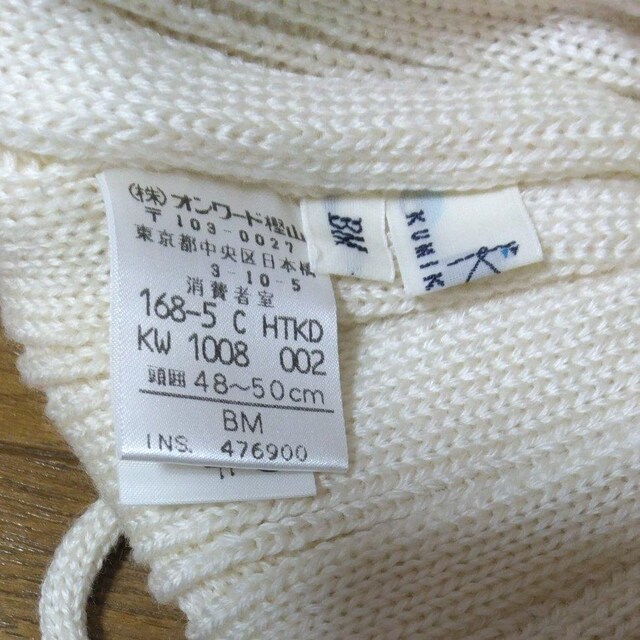 (株)オンワード樫山
〒103-0027
東京都中央区日本橋
3-10-5
消費者室
168-5 C HTKD
KW 1008 002
頭囲48〜50cm
BM
INS. 476900
BM
KUMIK